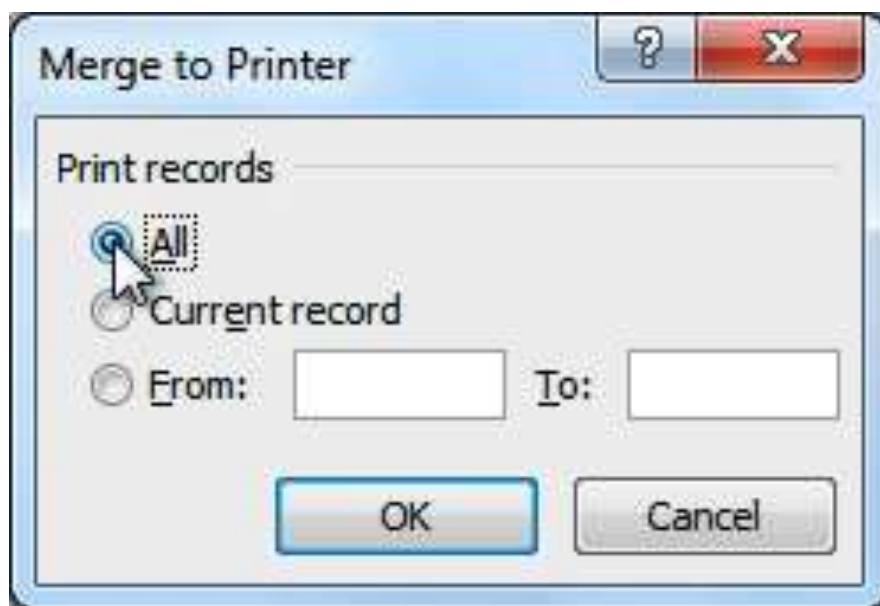 Merge to Printer
?
Print records
All
Current record
From: To:
OK Cancel